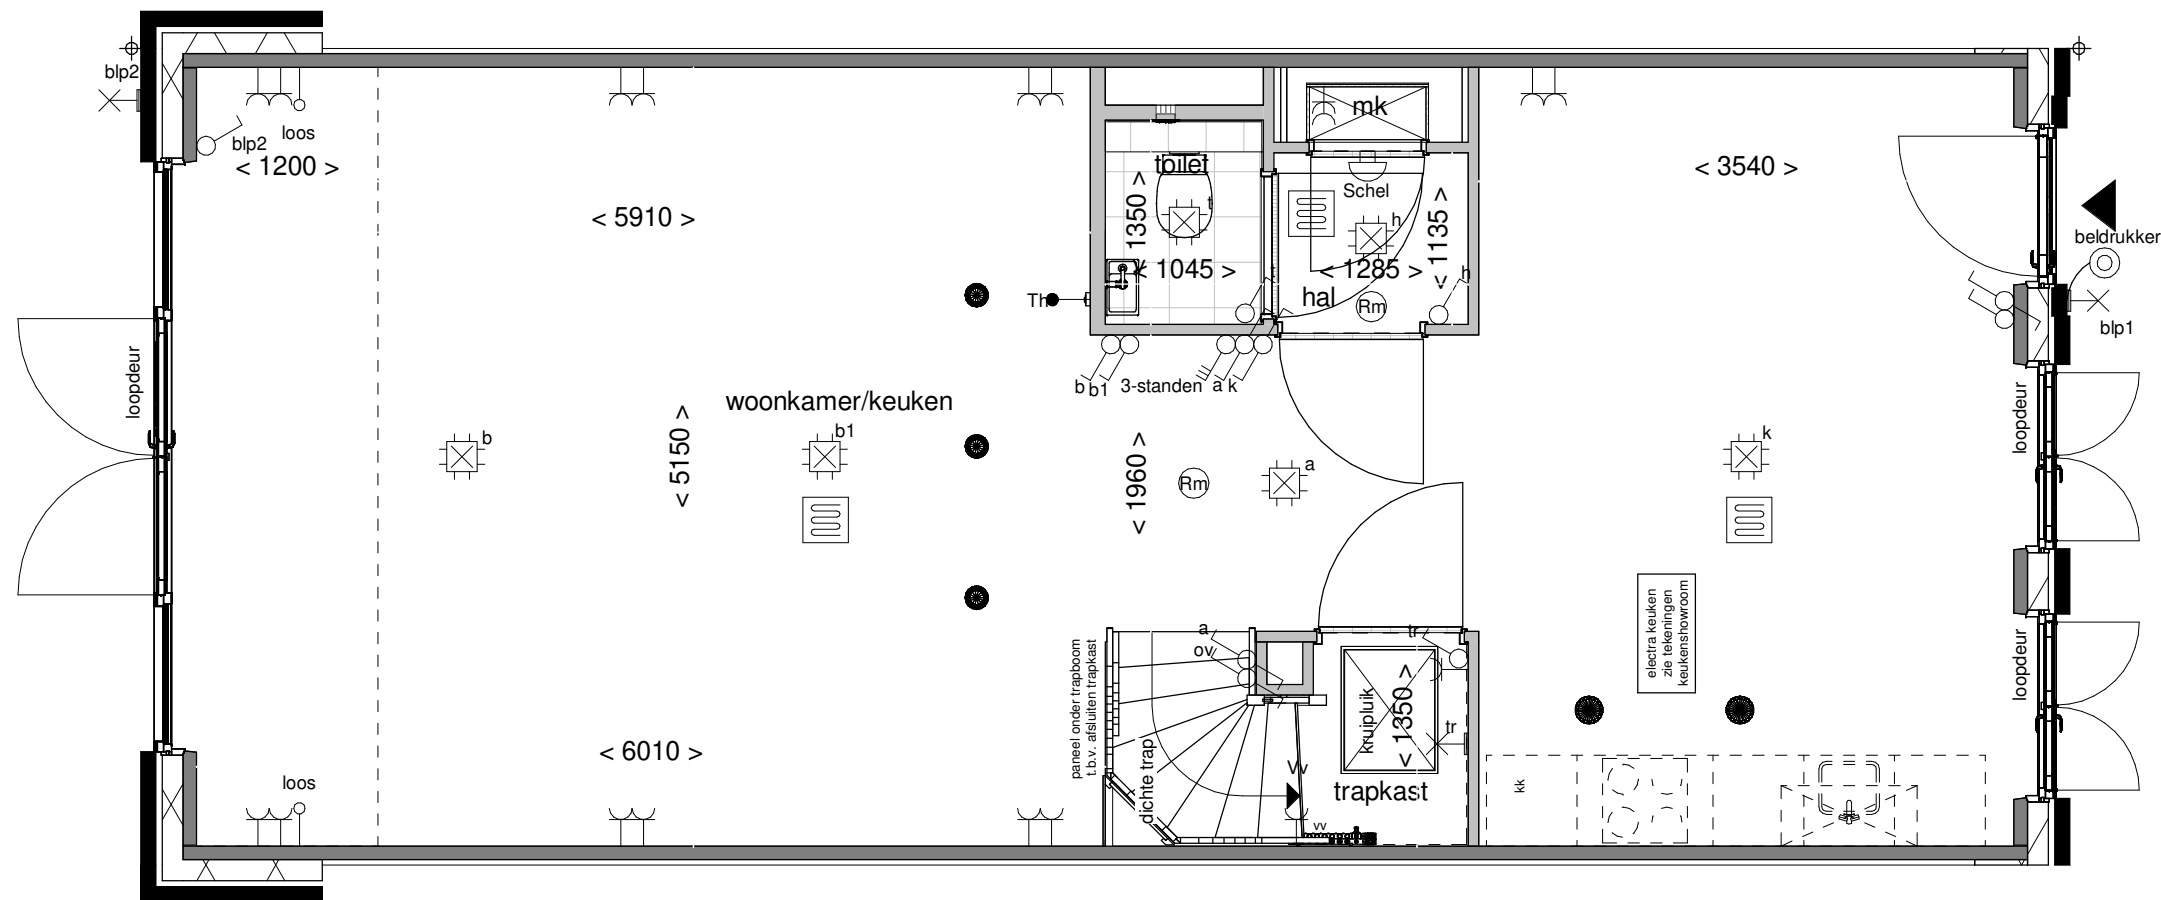 blp2
blp2
loos
< 1200 >
< 5910 >
toilet
t
1350 >
< 1045 >
mk
Schel
h
< 1135 >
< 1285 >
hal
Rm
t
h
< 3540 >
beldrukker
blp1
Th
b b1 3-standen a k
loopdeur
woonkamer/keuken
b
b1
< 5150 >
< 1960 >
Rm
a
k
loopdeur
electra keuken
zie tekeningen
keukenshowroom
loopdeur
a
ov
tr
paneel onder trapboom
t.b.v. afsluiten trapkast
kruipluik
< 1350 >
tr
< 6010 >
dichte trap
Vv
trapkast
loos
kk
vv